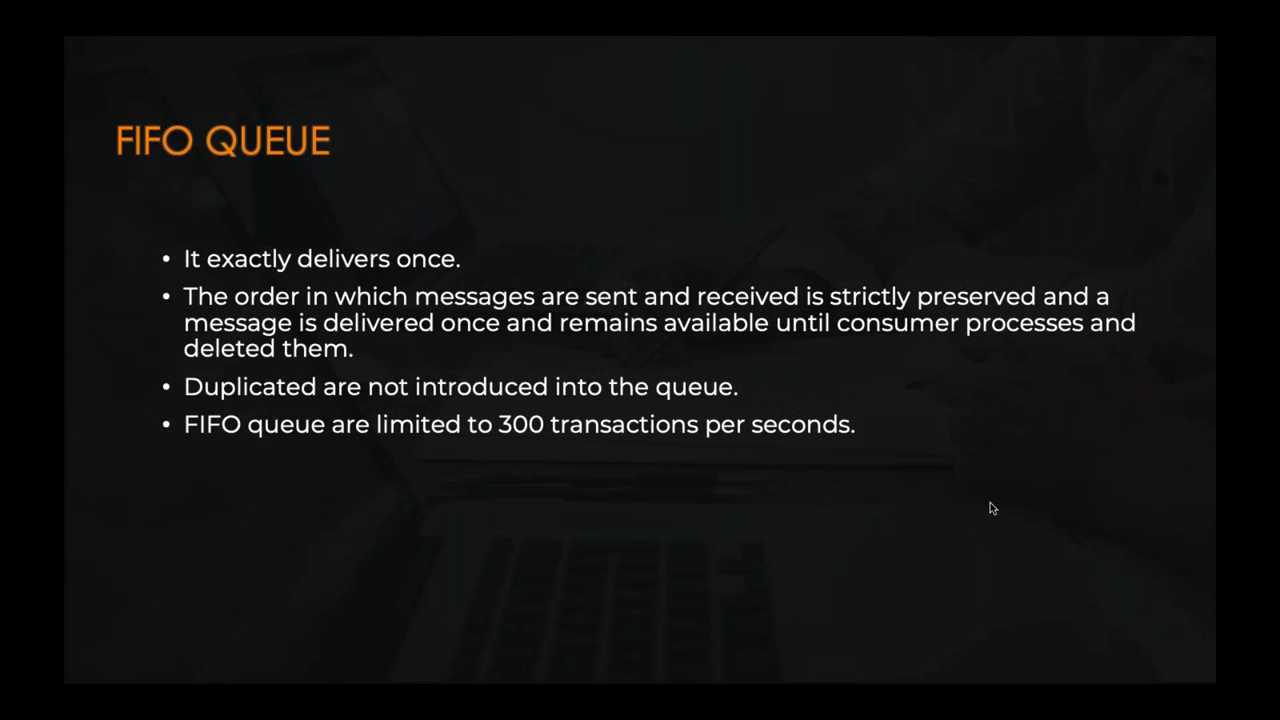 FIFO QUEUE
• It exactly delivers once.
• The order in which messages are sent and received is strictly preserved and a
message is delivered once and remains available until consumer processes and
deleted them.
• Duplicated are not introduced into the queue.
• FIFO queue are limited to 300 transactions per seconds.